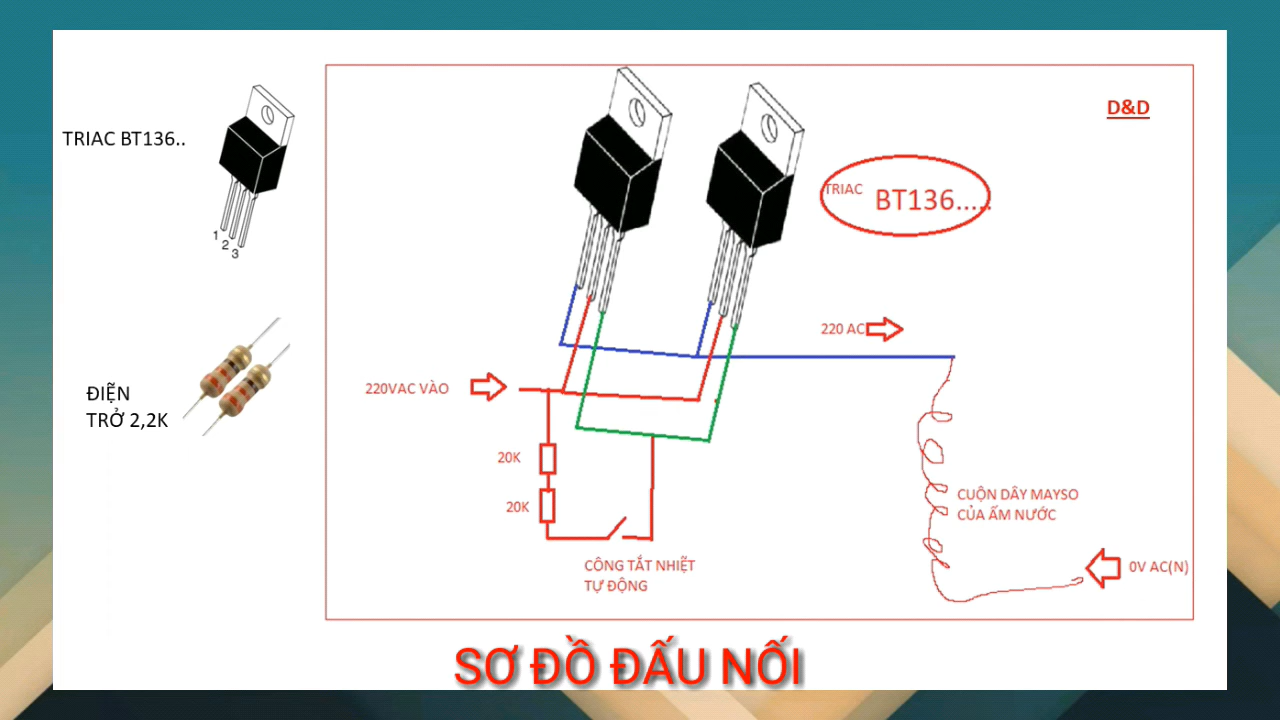 D&D
TRIAC BT136..
1
2
3
TRIAC
BT136.....
220 AC
220VAC VÀO
ĐIỆN
TRỞ 2,2K
20K
20K
CUỘN DÂY MAYSO
CỦA ẤM NƯỚC
CÔNG TẮT NHIỆT
TỰ ĐỘNG
0V AC(N)
SƠ ĐỒ ĐẤU NỐI